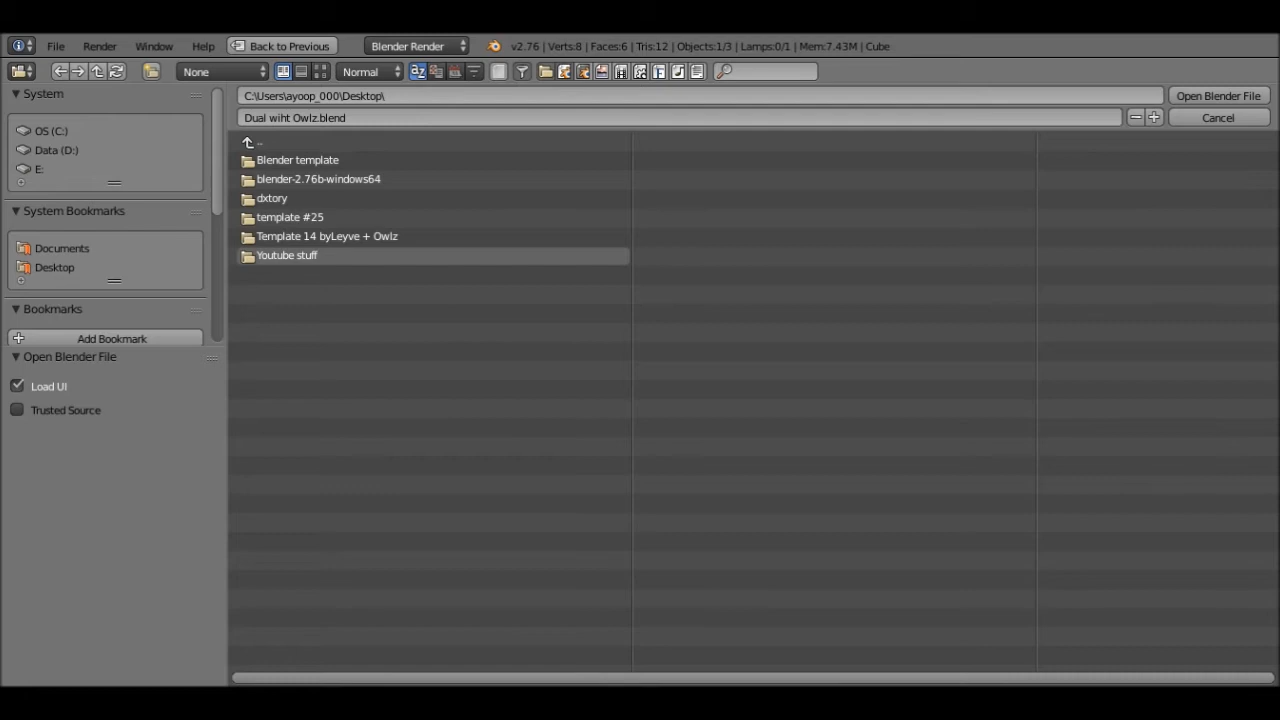 File Render Window Help Back to Previous Blender Render v2.76 | Verts:8 | Faces:6 | Tris:12 | Objects:1/3 | Lamps:0/1 | Mem:7.43M | Cube
None Normal
System
OS (C:)
Data (D:)
E:
System Bookmarks
Documents
Desktop
Bookmarks
Add Bookmark
Open Blender File
Load UI
Trusted Source
C:\Users\ayoop_000\Desktop\ Open Blender File
Dual wiht Owlz.blend Cancel
..
Blender template
blender-2.76b-windows64
dxtory
template #25
Template 14 byLeyve + Owlz
Youtube stuff